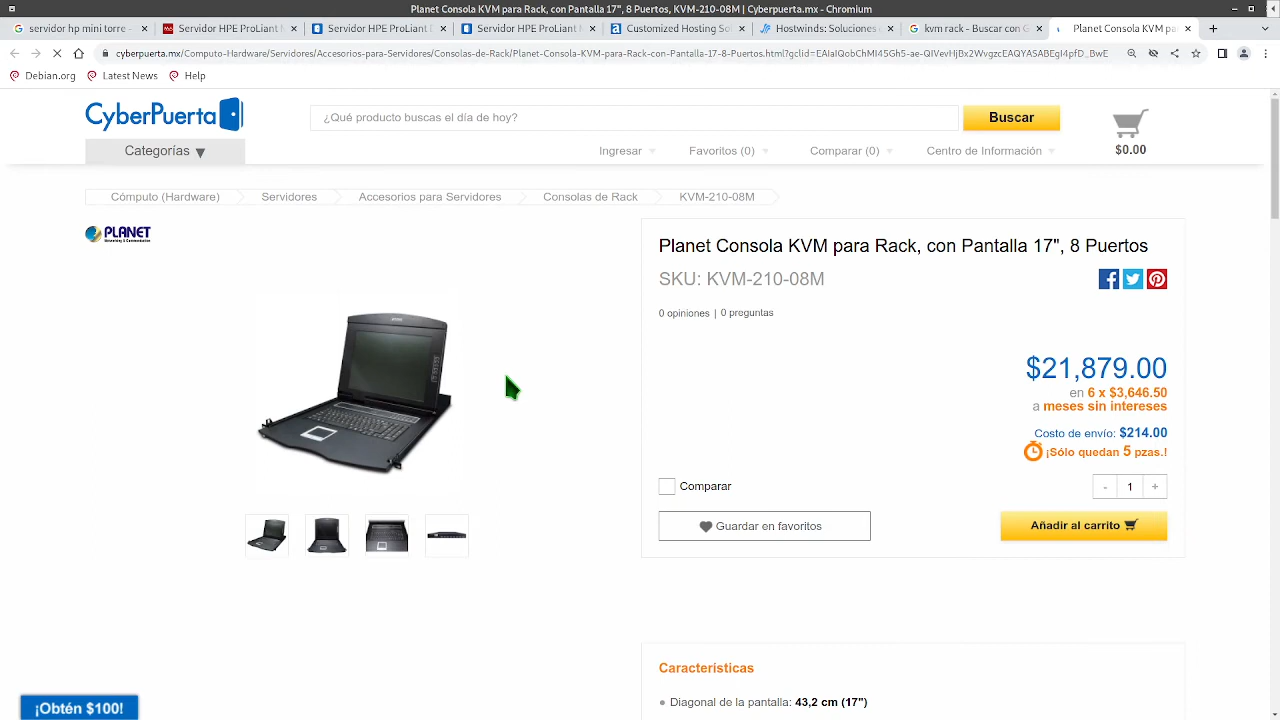 Planet Consola KVM para Rack, con Pantalla 17", 8 Puertos, KVM-210-08M | Cyberpuerta.mx - Chromium
servidor hp mini torre -
Servidor HPE ProLiant
Servidor HPE ProLiant
Servidor HPE ProLiant M
Customized Hosting So
Hostwinds: Soluciones
kvm rack - Buscar con G
Planet Consola KVM pa
cyberpuerta.mx/Computo-Hardware/Servidores/Accesorios-para-Servidores/Consolas-de-Rack/Planet-Consola-KVM-para-Rack-con-Pantalla-17-8-Puertos.html?gclid=EAIaIQobChMI45Gh5-ae-QIVevHjBx2WvgzcEAQYASABEgI4pfD_BwE
Debian.org
Latest News
Help
CyberPuerta
¿Qué producto buscas el día de hoy?
Buscar
Categorías ▼
Ingresar
Favoritos (0)
Comparar (0)
Centro de Información
$0.00
Cómputo (Hardware)
Servidores
Accesorios para Servidores
Consolas de Rack
KVM-210-08M
PLANET
Networking & Communication
Planet Consola KVM para Rack, con Pantalla 17", 8 Puertos
SKU: KVM-210-08M
0 opiniones | 0 preguntas
$21,879.00
en 6 x $3,646.50
a meses sin intereses
Costo de envío: $214.00
¡Sólo quedan 5 pzas.!
Comparar
- 1 +
Guardar en favoritos
Añadir al carrito
Características
Diagonal de la pantalla: 43,2 cm (17")
¡Obtén $100!